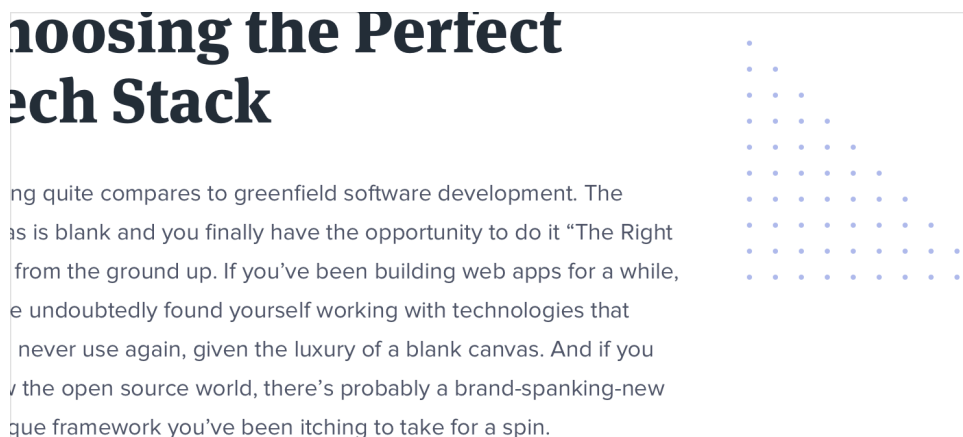 hoosing the Perfect
ech Stack
ng quite compares to greenfield software development. The
as is blank and you finally have the opportunity to do it “The Right
from the ground up. If you’ve been building web apps for a while,
e undoubtedly found yourself working with technologies that
never use again, given the luxury of a blank canvas. And if you
the open source world, there’s probably a brand-spanking-new
que framework you’ve been itching to take for a spin.